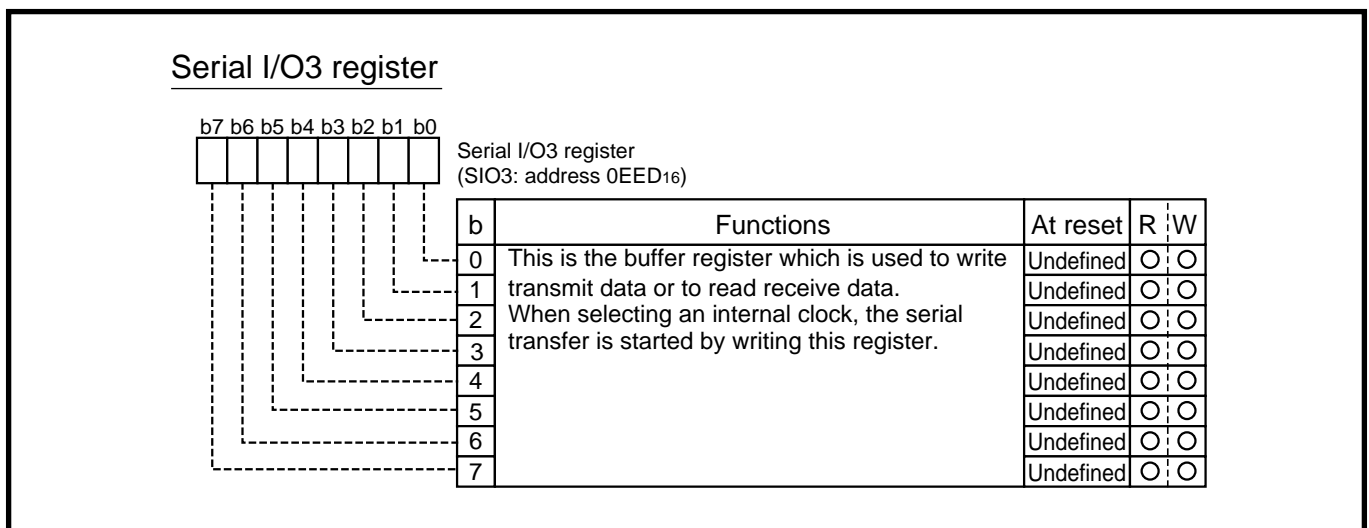 Serial I/O3 register
b7 b6 b5 b4 b3 b2 b1 b0
Serial I/O3 register
(SIO3: address 0EED16)
b Functions At reset R W
0 This is the buffer register which is used to write Undefined O O
1 transmit data or to read receive data. Undefined O O
2 When selecting an internal clock, the serial Undefined O O
3 transfer is started by writing this register. Undefined O O
4 Undefined O O
5 Undefined O O
6 Undefined O O
7 Undefined O O